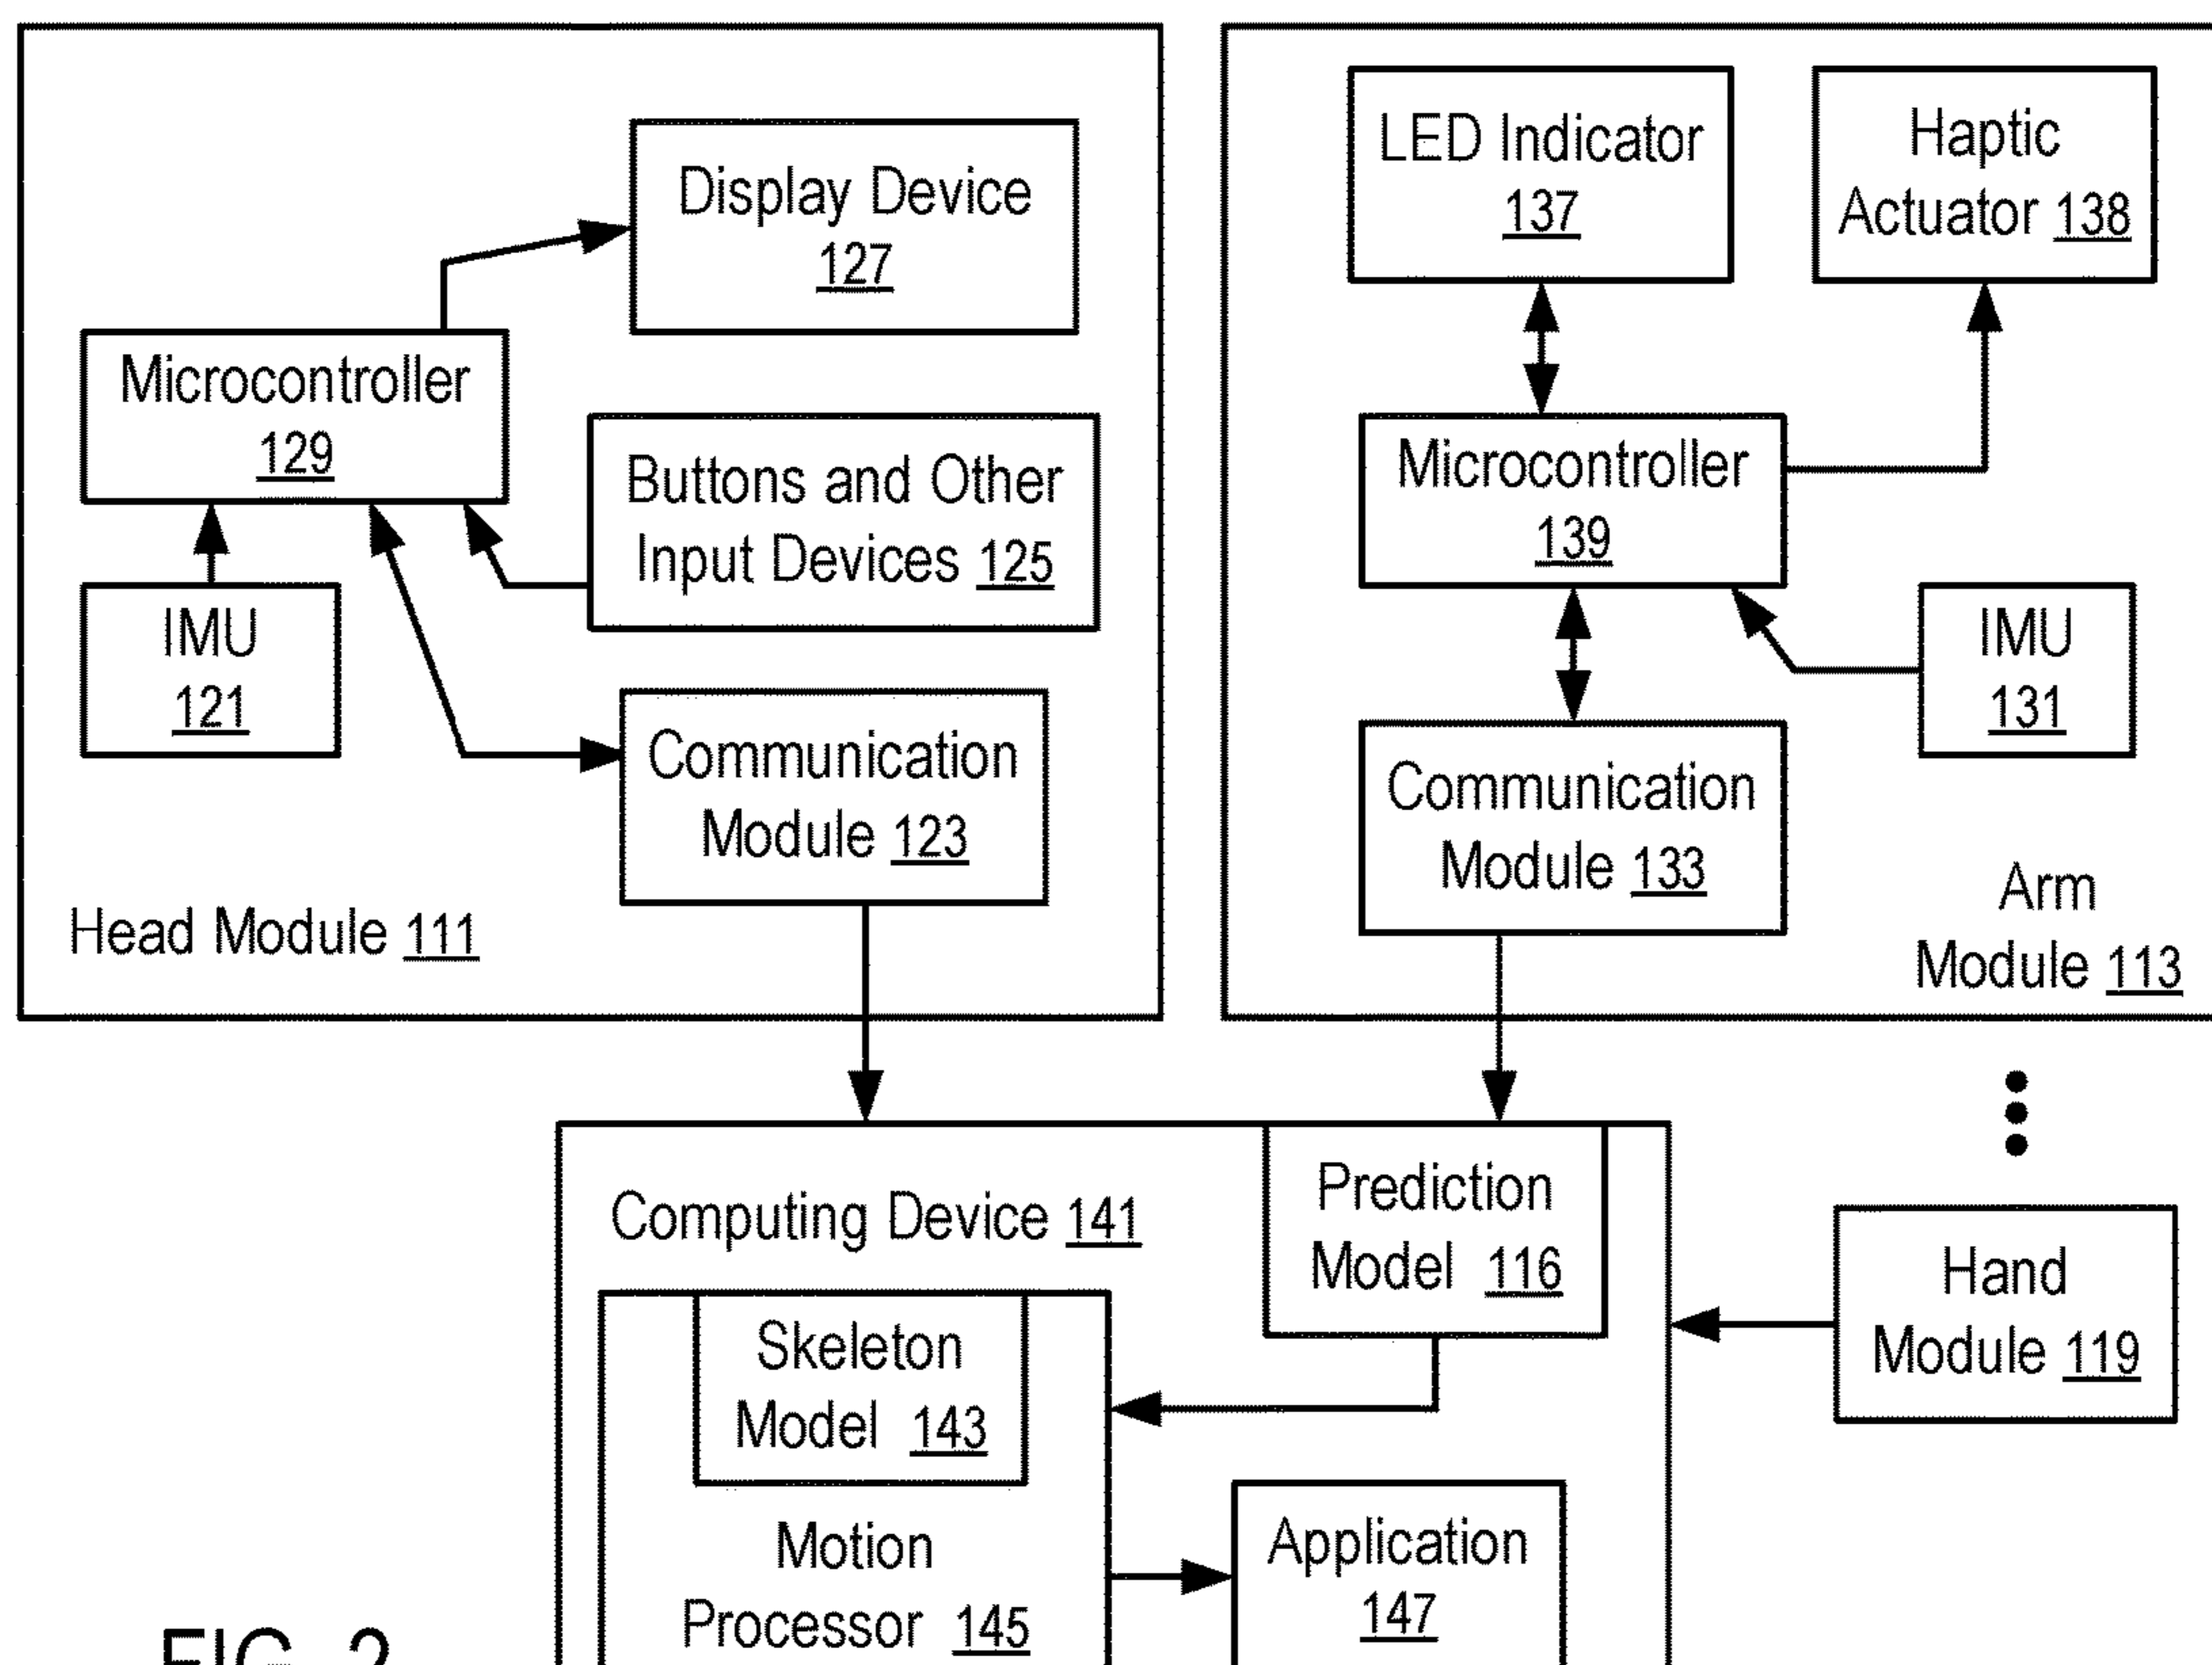 Display Device
127
Microcontroller
129
Buttons and Other
Input Devices 125
IMU
121
Communication
Module 123
Head Module 111
LED Indicator
137
Haptic
Actuator 138
Microcontroller
139
IMU
131
Communication
Module 133
Arm
Module 113
Computing Device 141
Prediction
Model 116
Skeleton
Model 143
Motion
Processor 145
Application
147
Hand
Module 119
FIG. 2